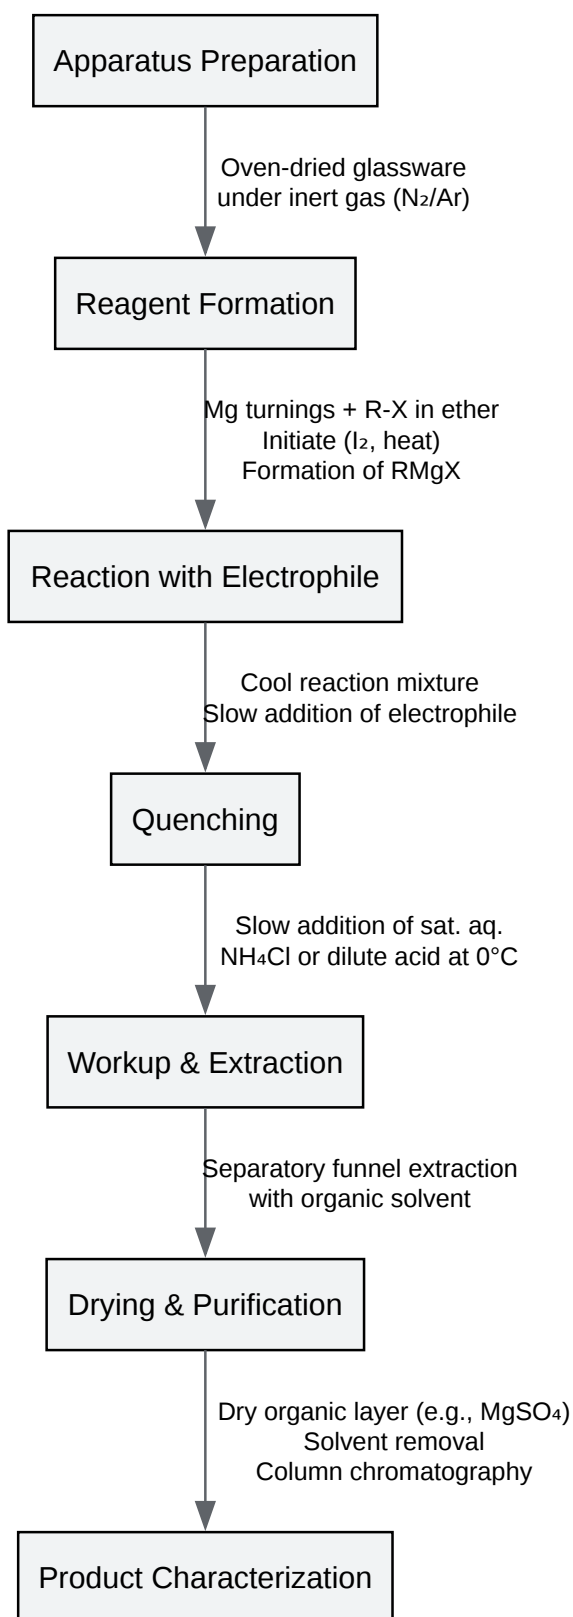 Apparatus Preparation
Oven-dried glassware
under inert gas (N₂/Ar)
Reagent Formation
Mg turnings + R-X in ether
Initiate (I₂, heat)
Formation of RMgX
Reaction with Electrophile
Cool reaction mixture
Slow addition of electrophile
Quenching
Slow addition of sat. aq.
NH₄Cl or dilute acid at 0°C
Workup & Extraction
Separatory funnel extraction
with organic solvent
Drying & Purification
Dry organic layer (e.g., MgSO₄)
Solvent removal
Column chromatography
Product Characterization